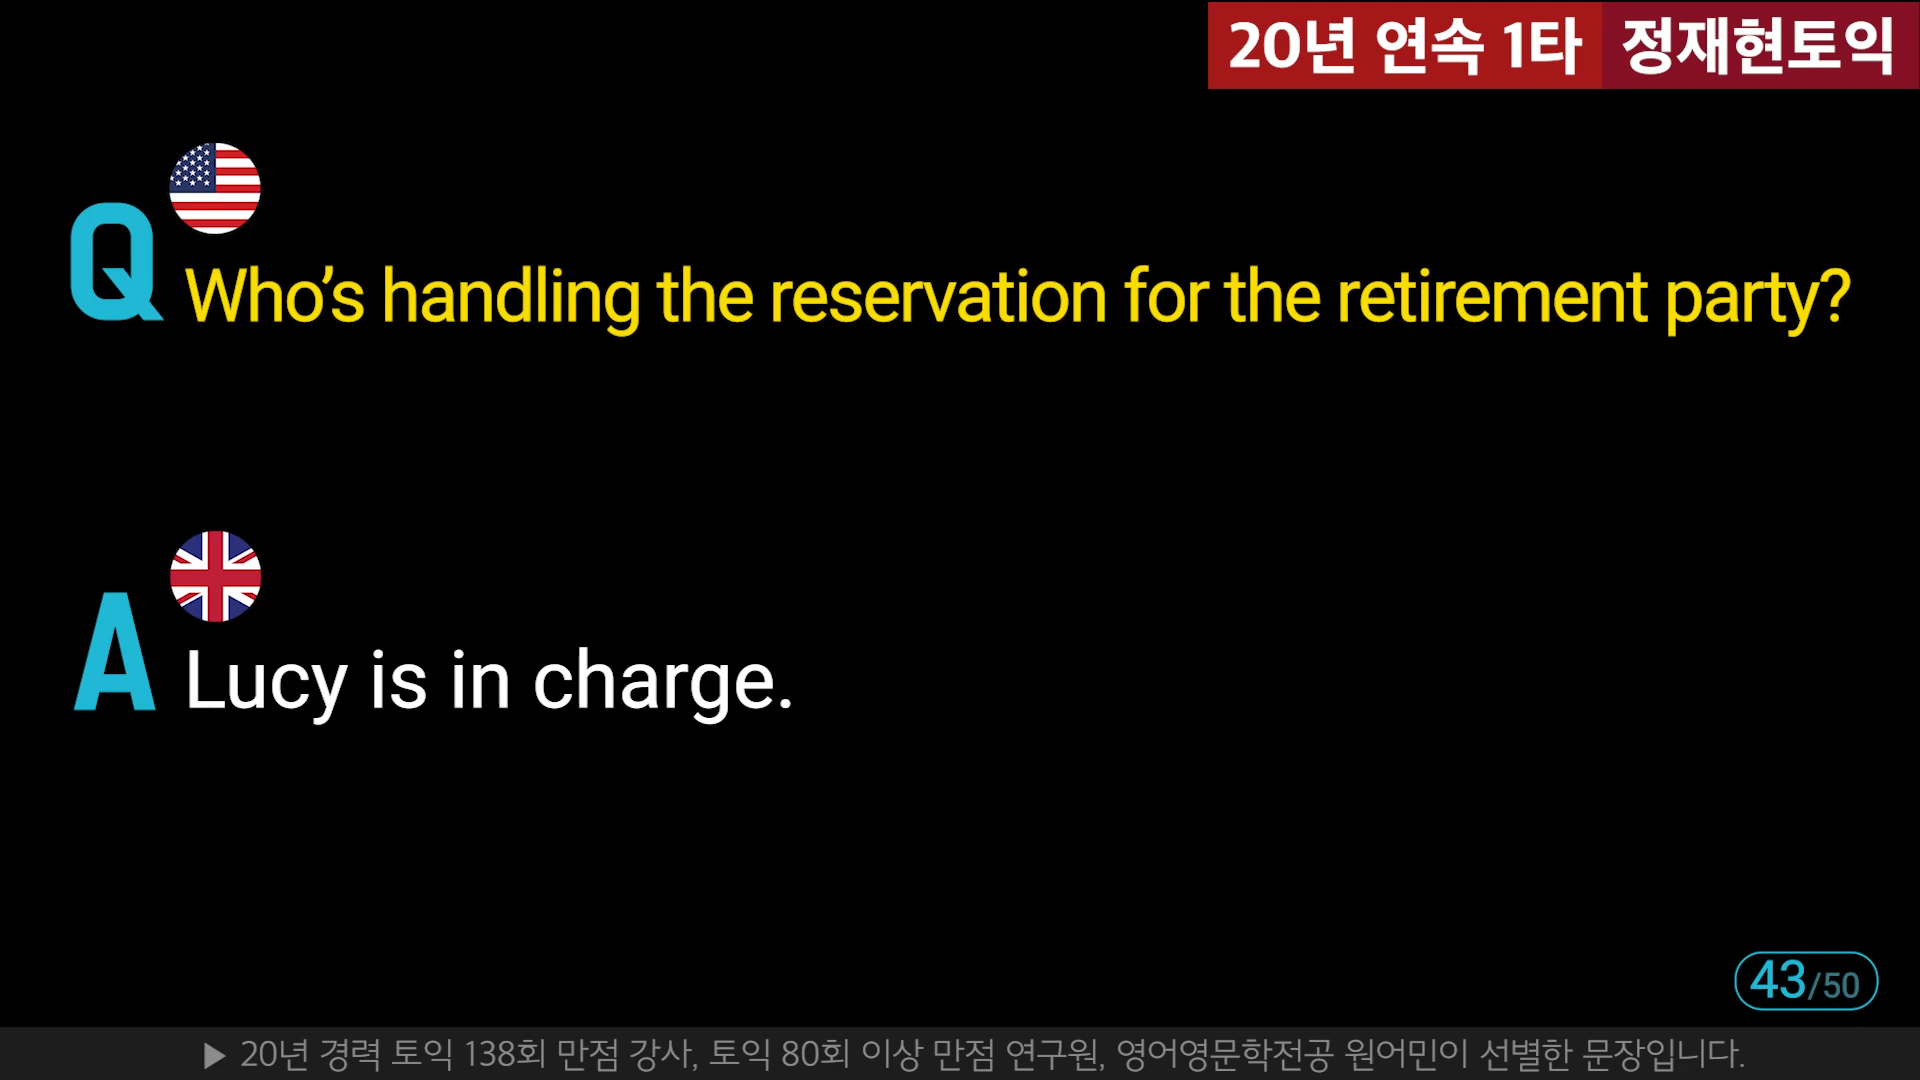 20년 연속 1타 정재현토익
Q Who's handling the reservation for the retirement party?
A Lucy is in charge.
43/50
▶ 20년 경력 토익 138회 만점 강사, 토익 80회 이상 만점 연구원, 영어영문학전공 원어민이 선별한 문장입니다.